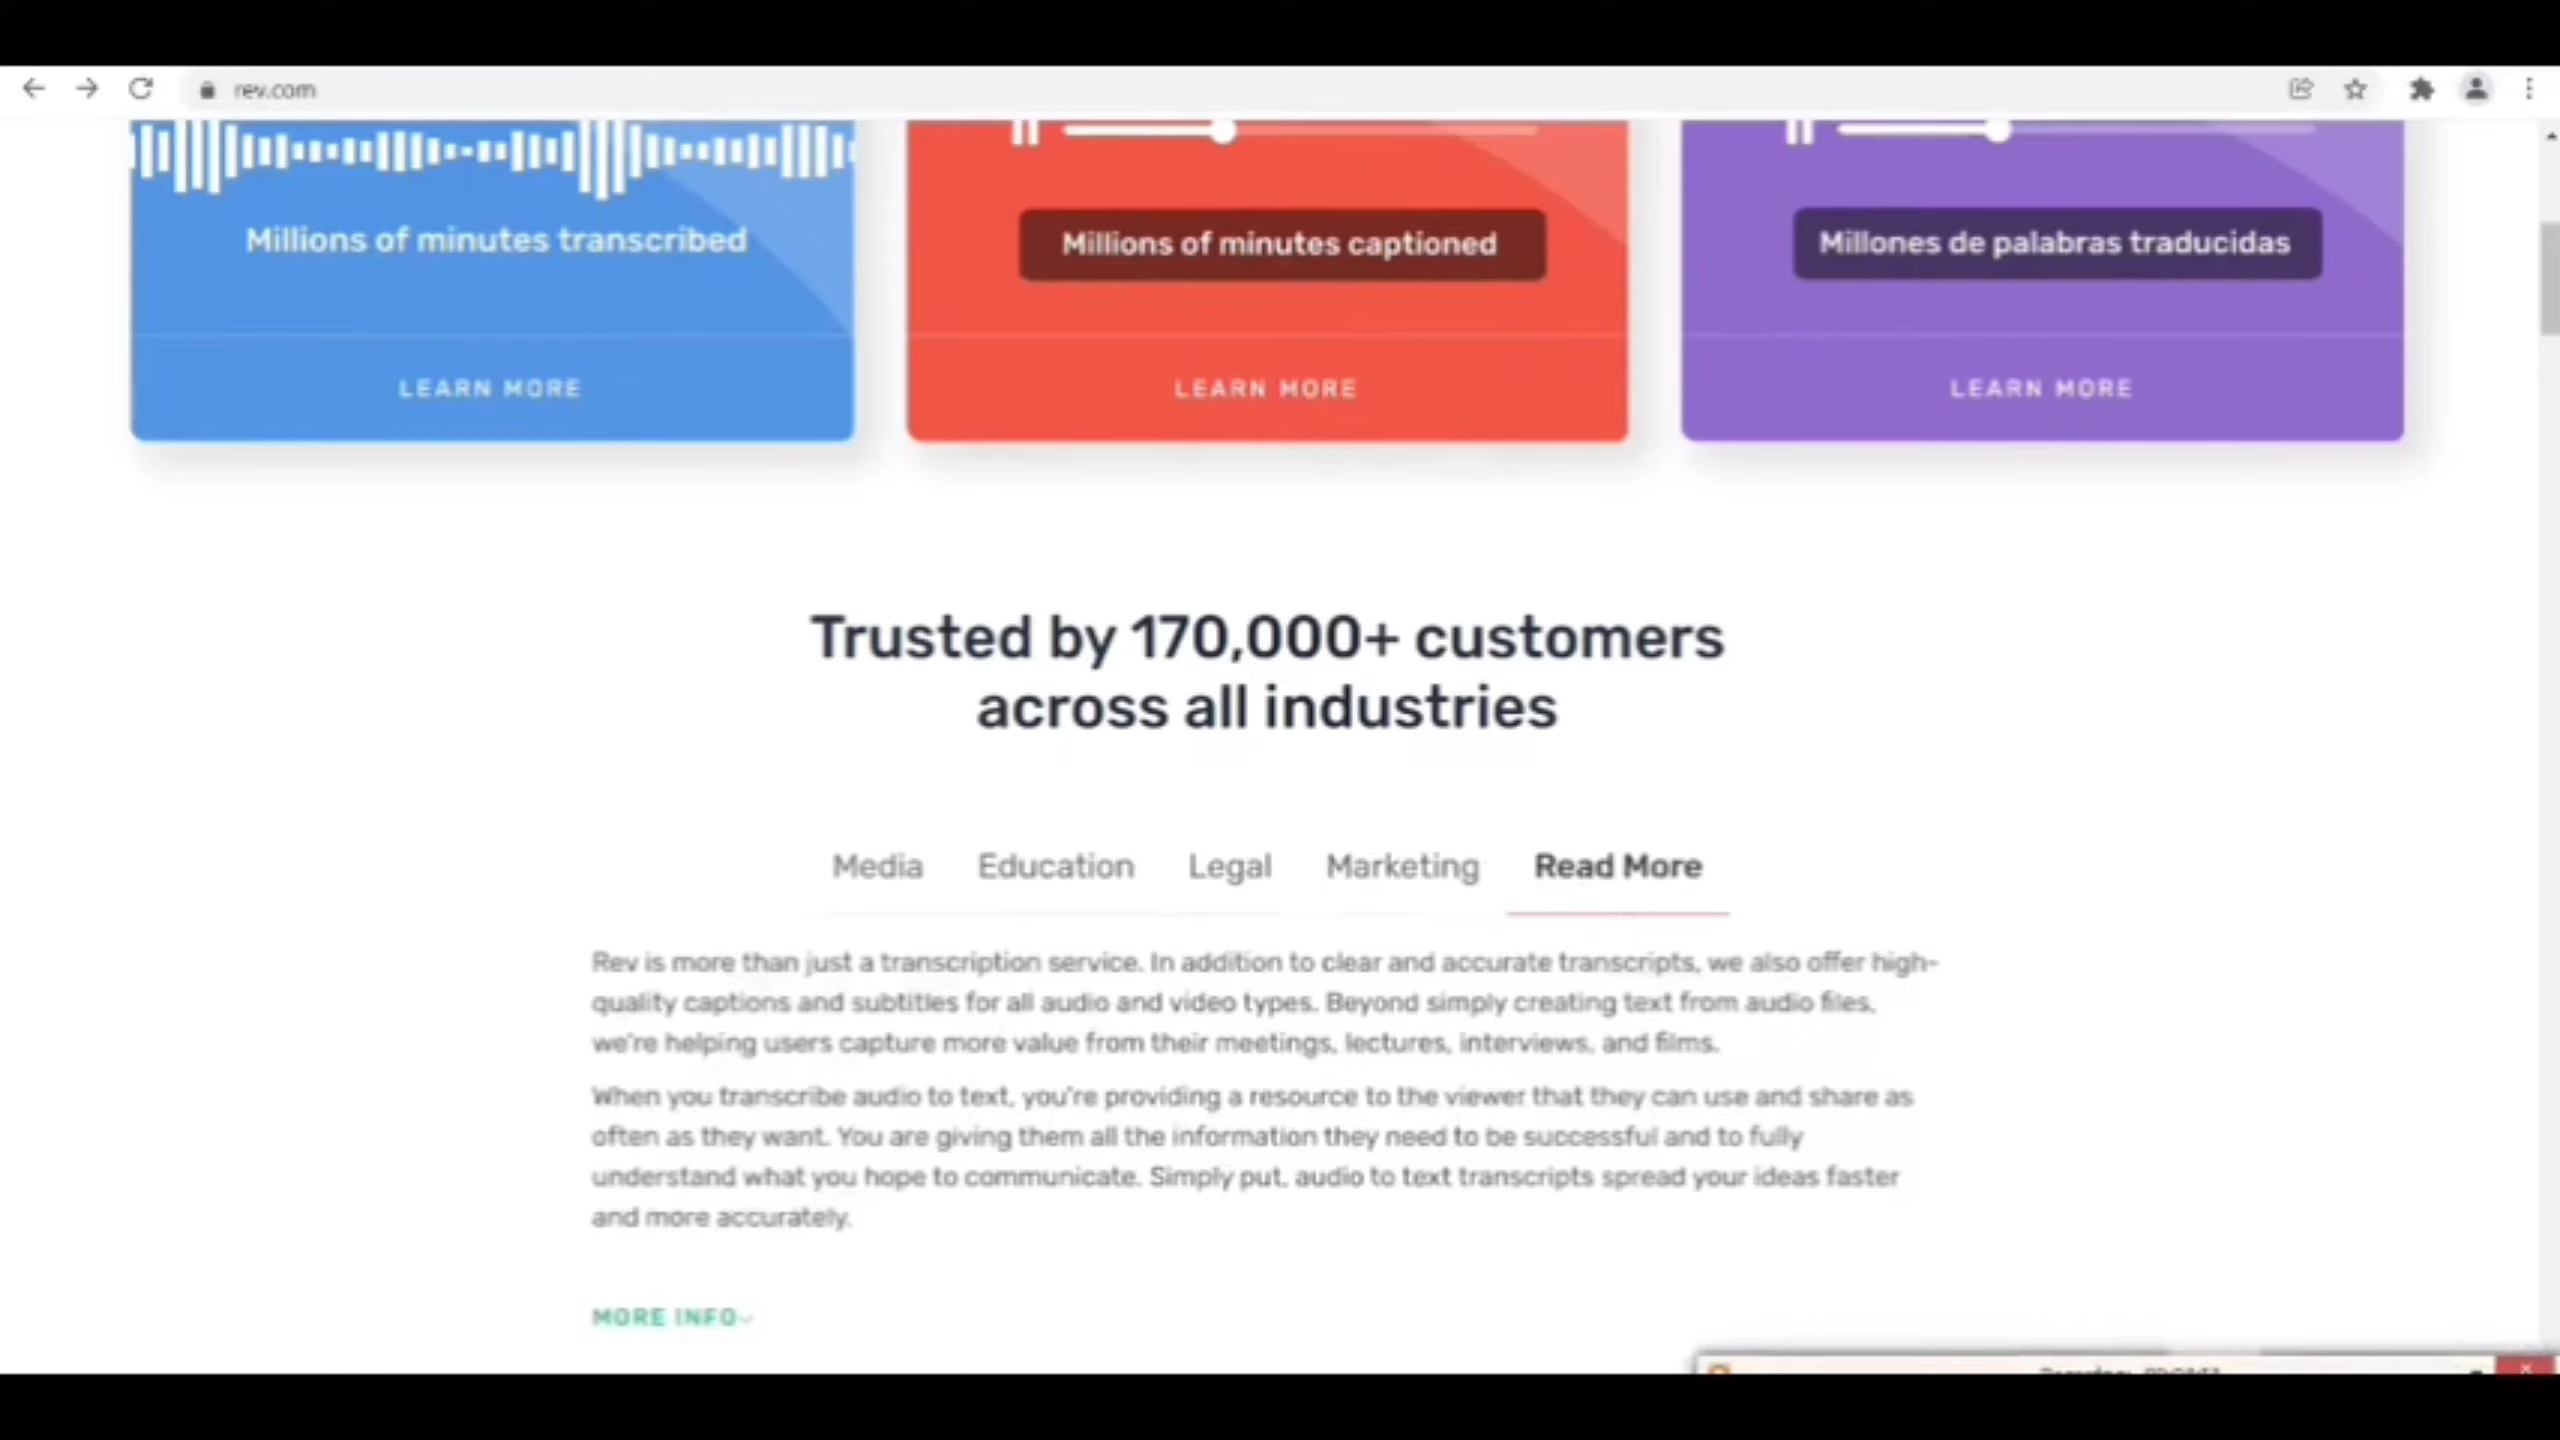 rev.com
Millions of minutes transcribed
Millions of minutes captioned
Millones de palabras traducidas
LEARN MORE
LEARN MORE
LEARN MORE
Trusted by 170,000+ customers
across all industries
Media Education Legal Marketing Read More
Rev is more than just a transcription service. In addition to clear and accurate transcripts, we also offer high-
quality captions and subtitles for all audio and video types. Beyond simply creating text from audio files,
we're helping users capture more value from their meetings, lectures, interviews, and films.
When you transcribe audio to text, you're providing a resource to the viewer that they can use and share as
often as they want. You are giving them all the information they need to be successful and to fully
understand what you hope to communicate. Simply put, audio to text transcripts spread your ideas faster
and more accurately.
MORE INFO